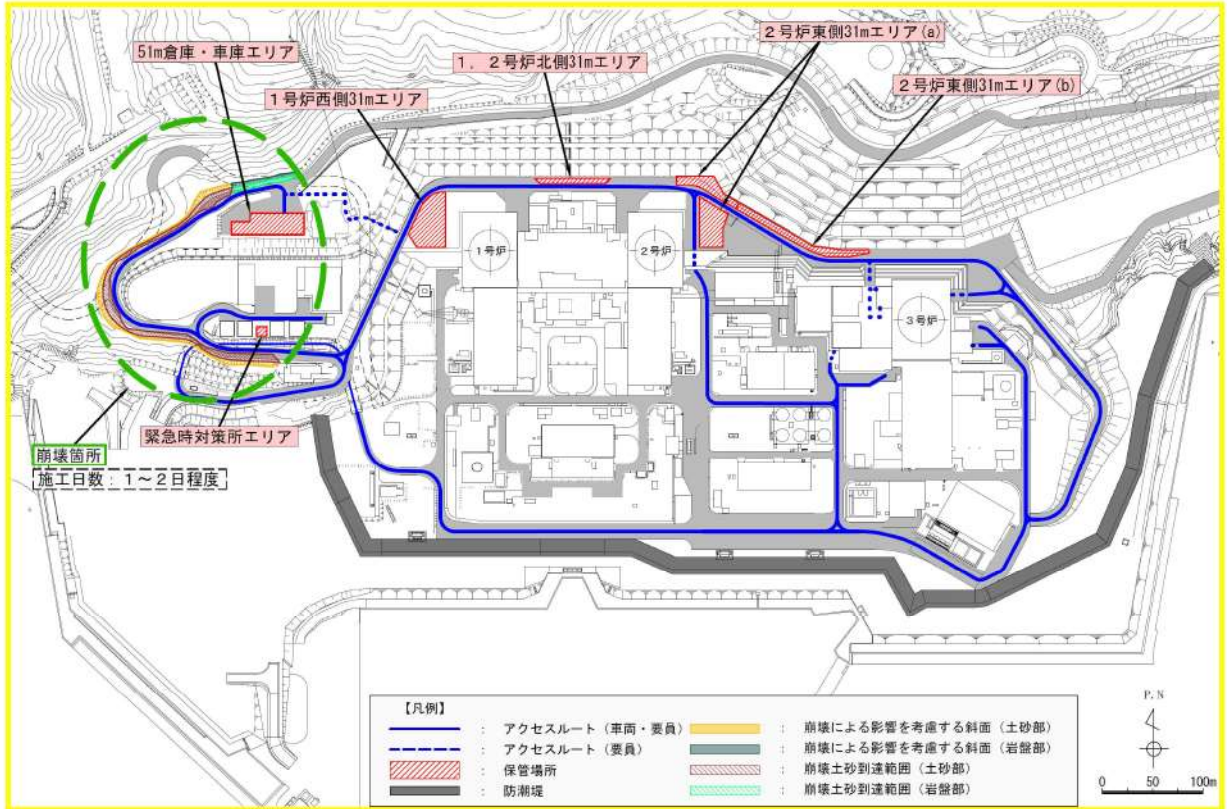 51m倉庫・車庫エリア
1号炉西側31mエリア
1．2号炉北側31mエリア
2号炉東側31mエリア(a)
2号炉東側31mエリア(b)
1号炉
2号炉
3号炉
緊急時対策所エリア
崩壊箇所
施工日数：1～2日程度
【凡例】
： アクセスルート（車両・要員）
： アクセスルート（要員）
： 保管場所
： 防潮堤
： 崩壊による影響を考慮する斜面（土砂部）
： 崩壊による影響を考慮する斜面（岩盤部）
： 崩壊土砂到達範囲（土砂部）
： 崩壊土砂到達範囲（岩盤部）
P.N
0 50 100m